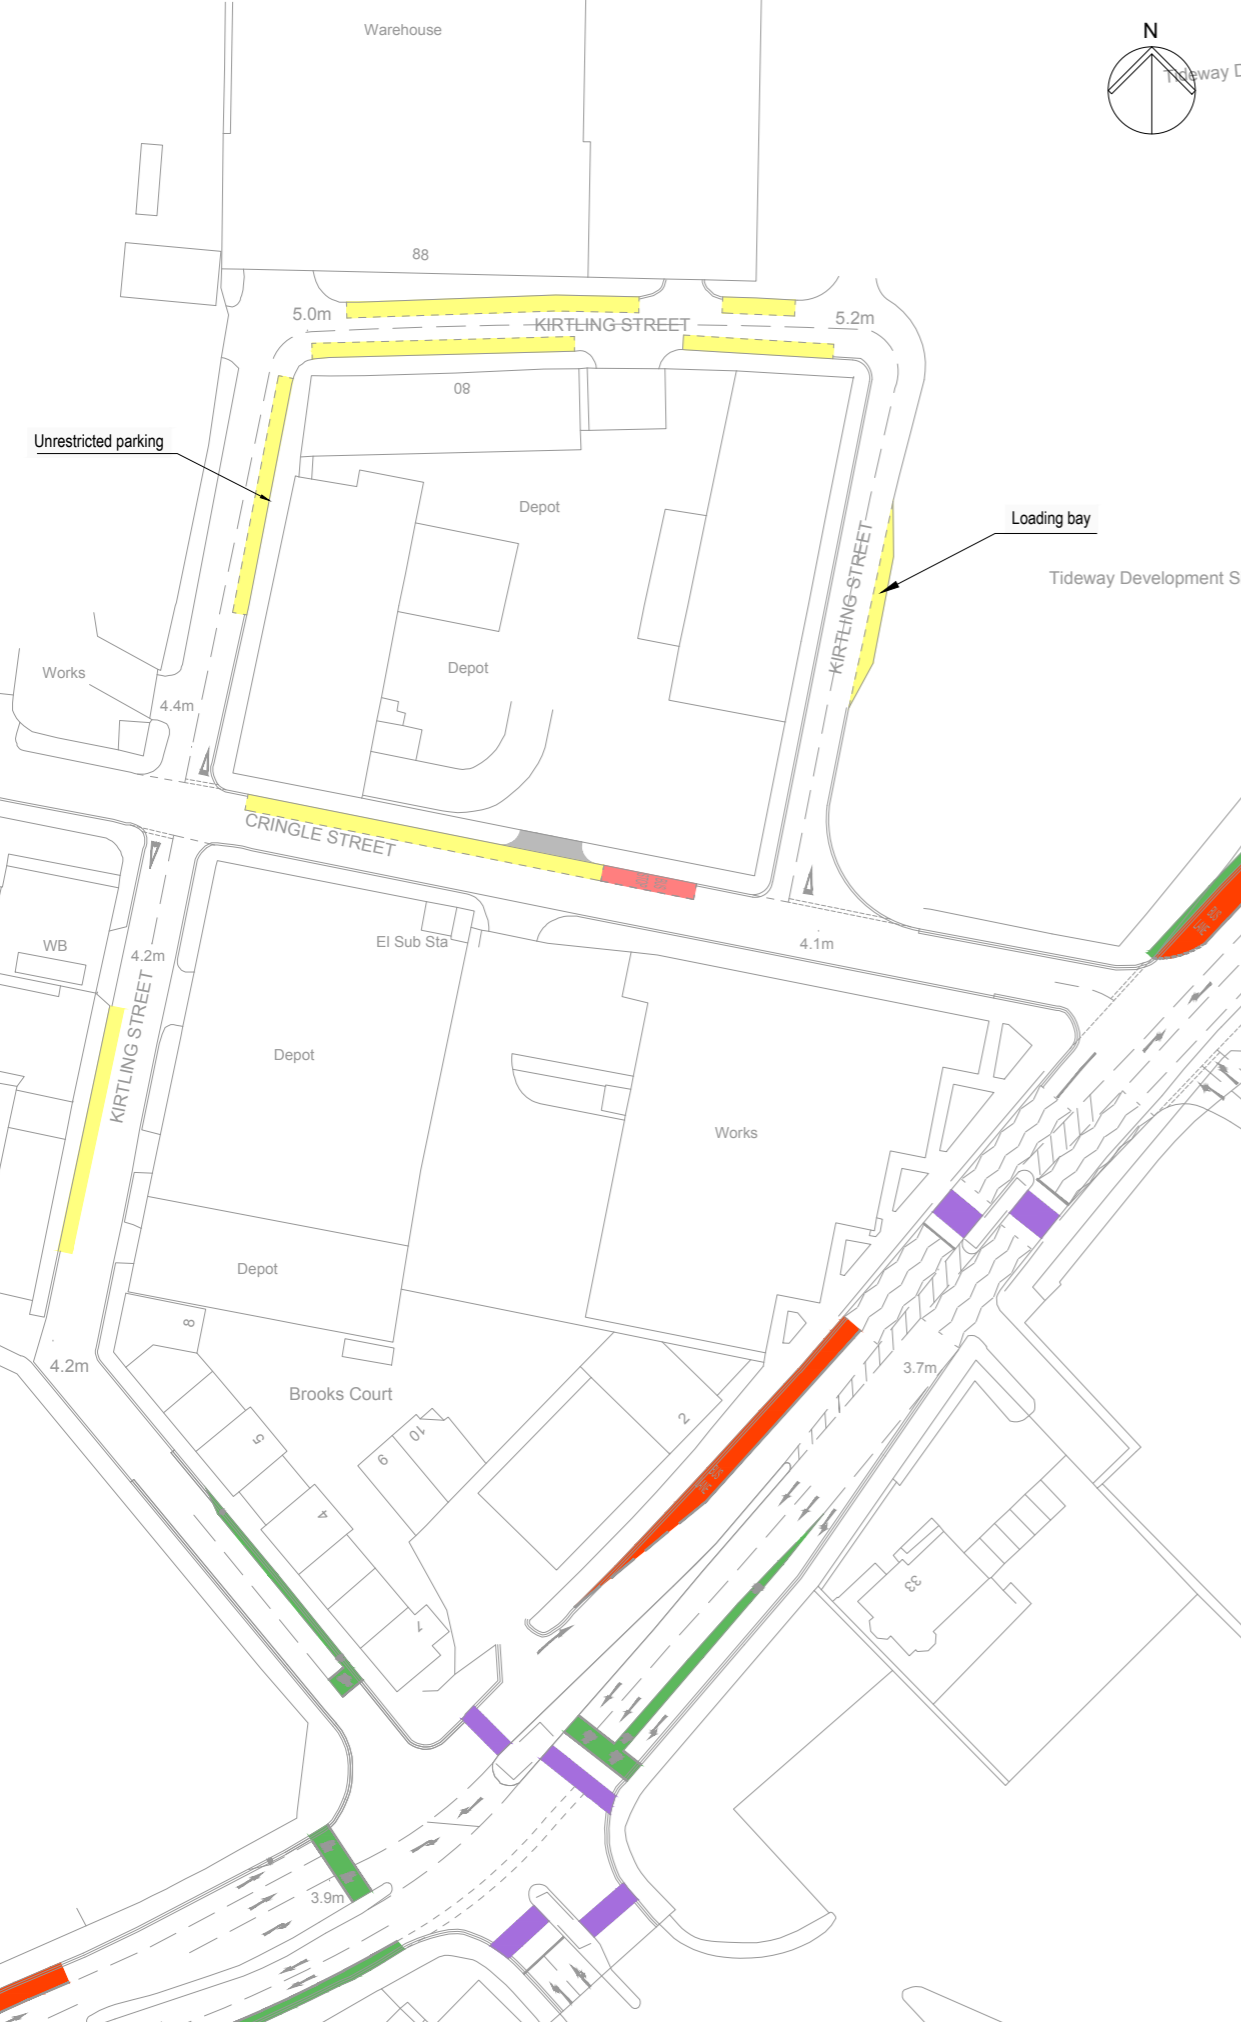 Warehouse
N
Tideway D
88
5.0m
KIRTLING STREET
5.2m
80
Unrestricted parking
Depot
Loading bay
KIRTLING STREET
Tideway Development S
Works
Depot
4.4m
CRINGLE STREET
WB
El Sub Sta
4.1m
4.2m
KIRTLING STREET
Depot
Works
Depot
8
4.2m
3.7m
Brooks Court
2
5
10
9
4
33
1
3.9m